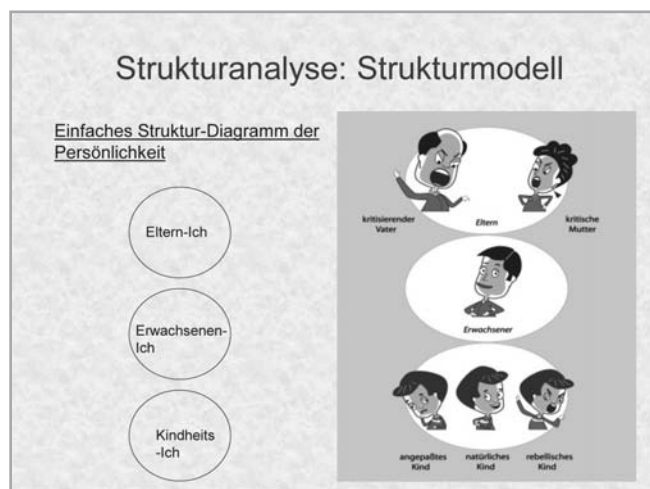 Strukturanalyse: Strukturmodell
Einfaches Struktur-Diagramm der
Persönlichkeit
Eltern-Ich
Erwachsenen-
Ich
Kindheits
-Ich
kritisierender
Vater
Eltern
kritische
Mutter
Erwachsener
angepaßtes
Kind
natürliches
Kind
rebellisches
Kind